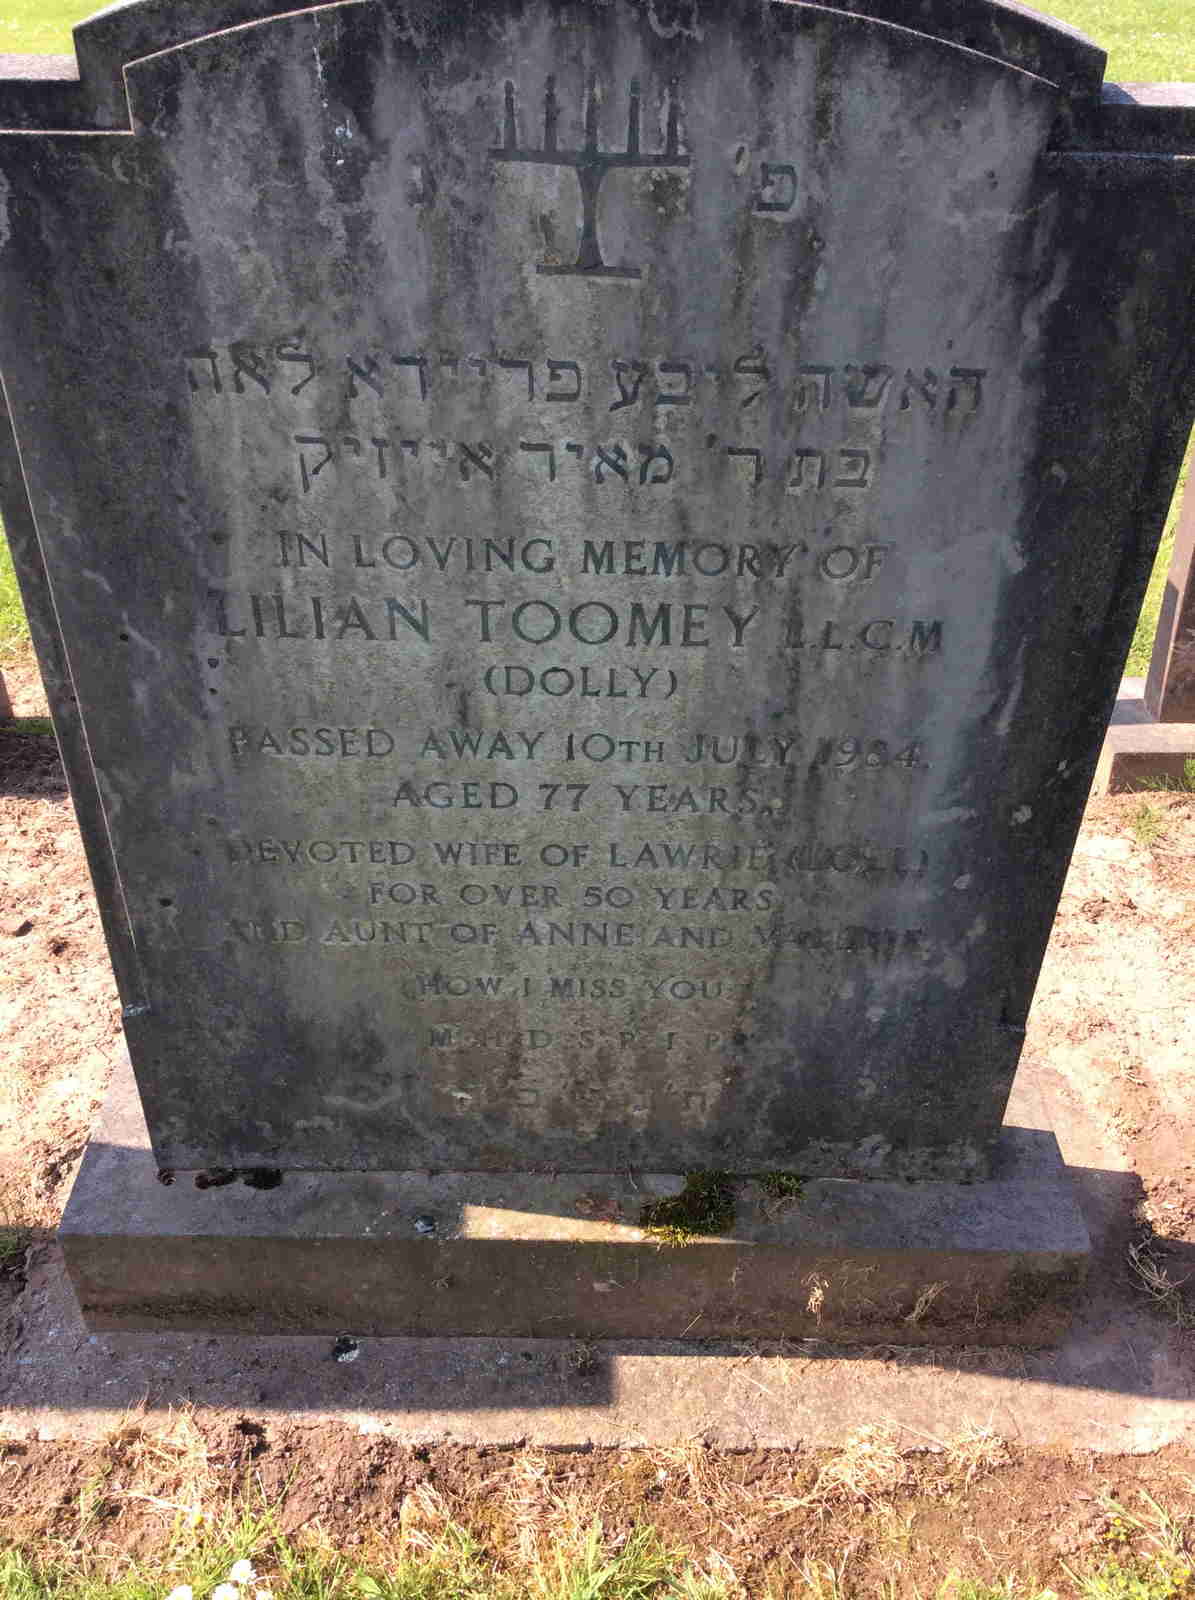 פ' נ'
האשה ליבע פריידא לאה
בת ר' מאיר אייזיק
IN LOVING MEMORY OF
LILIAN TOOMEY L.L.C.M
(DOLLY)
PASSED AWAY 10TH JULY 1984.
AGED 77 YEARS.
DEVOTED WIFE OF LAWRIE
FOR OVER 50 YEARS
AND AUNT OF ANNE AND
HOW I MISS YOU
M. H. D. S. R. I. P.
ת' נ' צ' ב' ה'